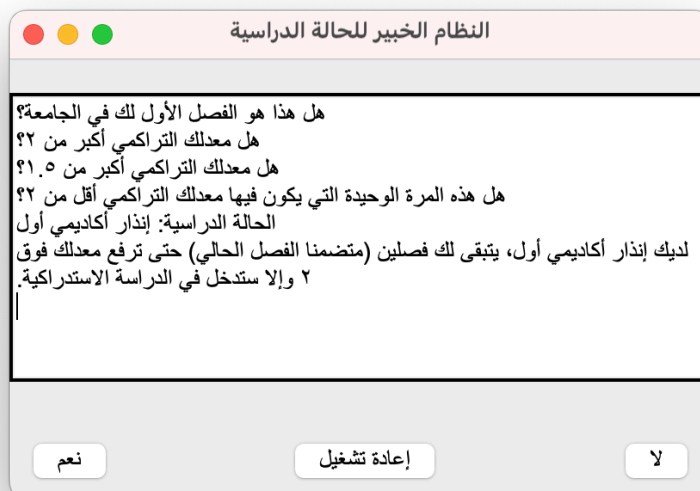 النظام الخبير للحالة الدراسية
هل هذا هو الفصل الأول لك في الجامعة؟
هل معدلك التراكمي أكبر من ٢؟
هل معدلك التراكمي أكبر من ١.٥؟
هل هذه المرة الوحيدة التي يكون فيها معدلك التراكمي أقل من ٢؟
الحالة الدراسية: إنذار أكاديمي أول
لديك إنذار أكاديمي أول، يتبقى لك فصلين (متضمنا الفصل الحالي) حتى ترفع معدلك فوق
٢ وإلا ستدخل في الدراسة الاستدراكية.
لا
إعادة تشغيل
نعم